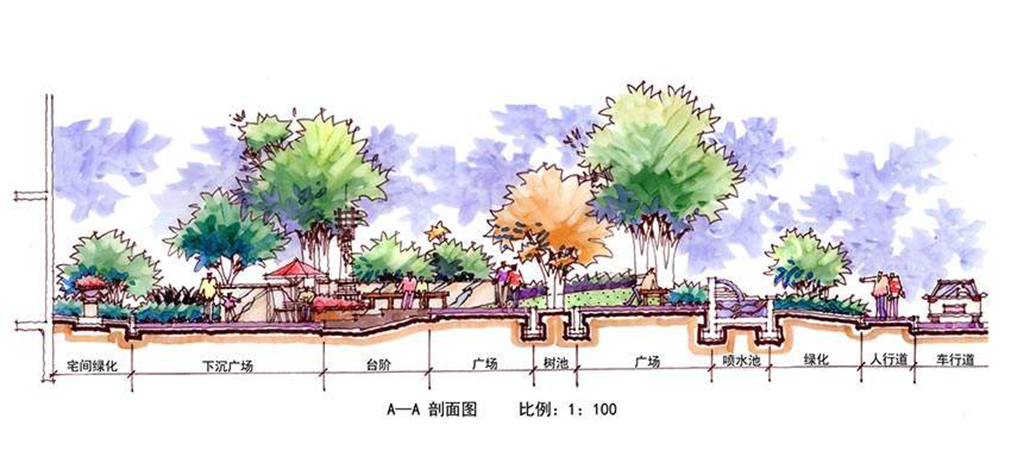 宅间绿化 下沉广场 台阶 广场 树池 广场 喷水池 绿化 人行道 车行道
A—A 剖面图 比例：1：100